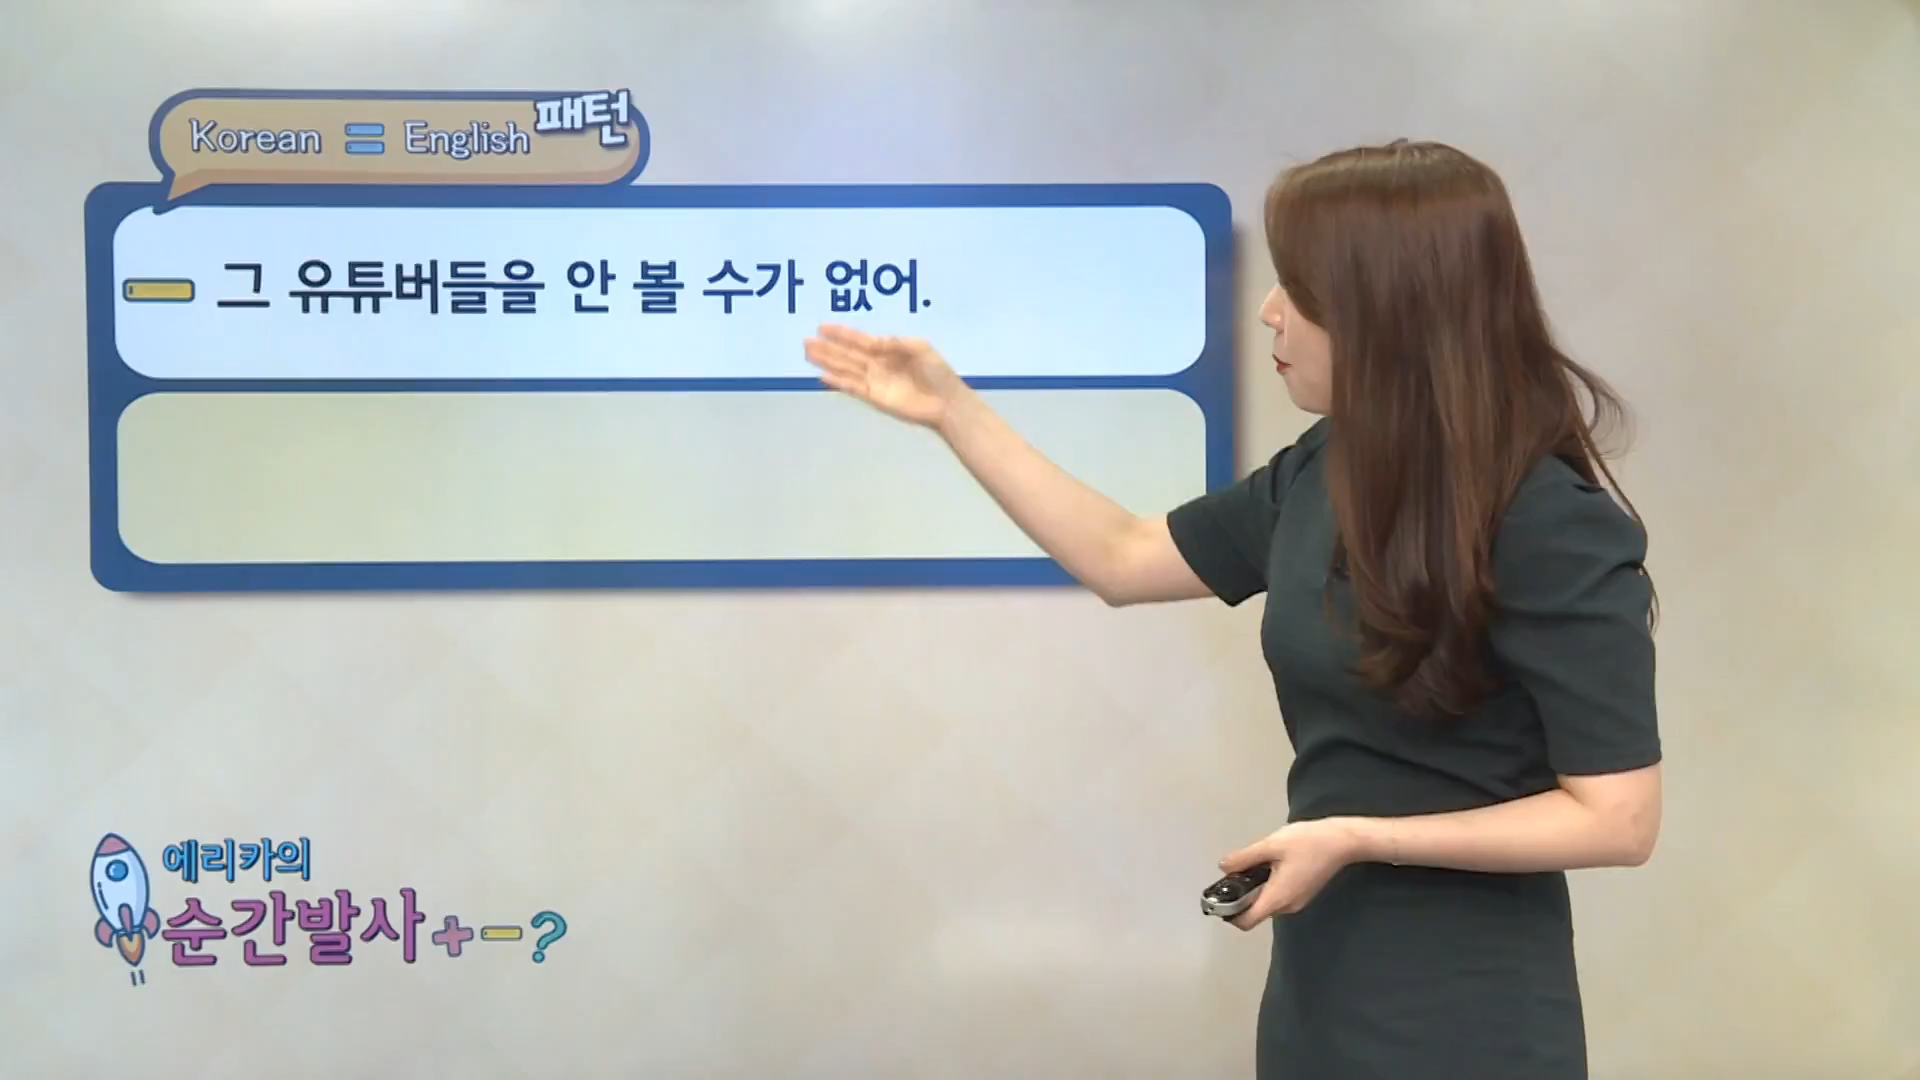 Korean = English 패턴
- 그 유튜버들을 안 볼 수가 없어.
에리카의
순간발사 + - ?